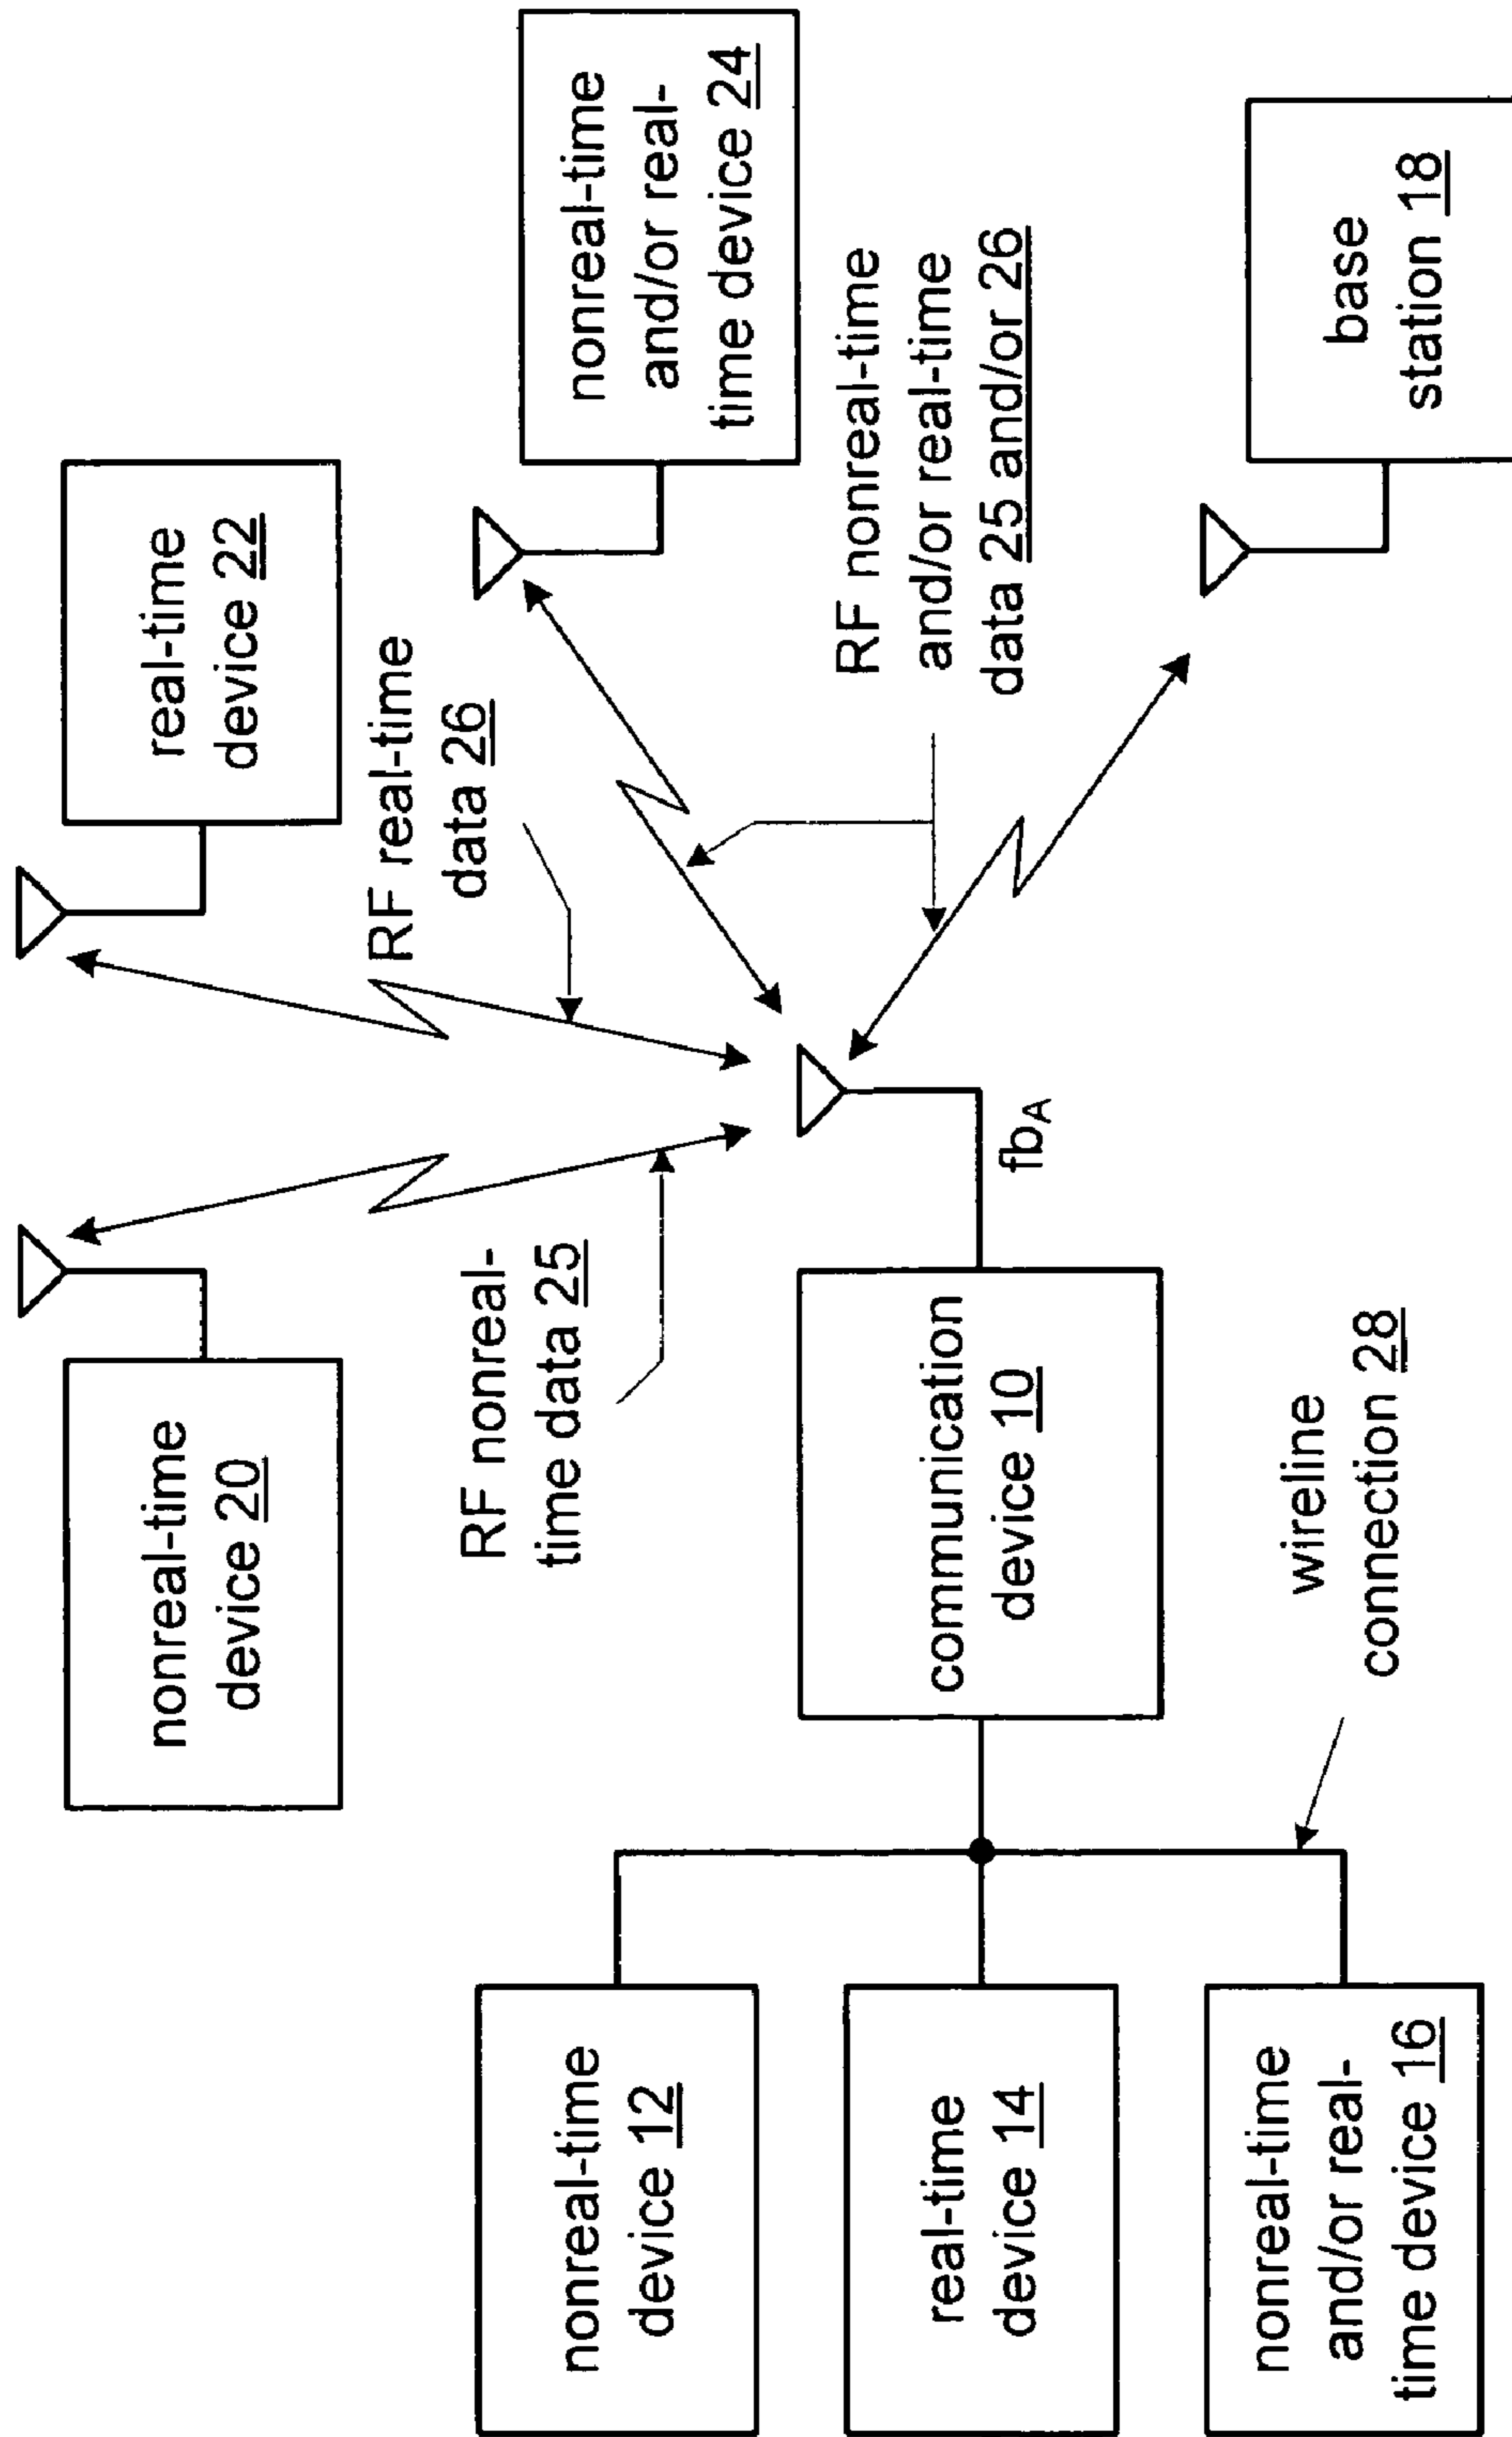 nonreal-time
device 20
real-time
device 22
RF nonreal-
time data 25
RF real-time
data 26
nonreal-time
and/or real-
time device 24
RF nonreal-time
and/or real-time
data 25 and/or 26
nonreal-time
device 12
real-time
device 14
nonreal-time
and/or real-
time device 16
communication
device 10
fbA
wireline
connection 28
base
station 18